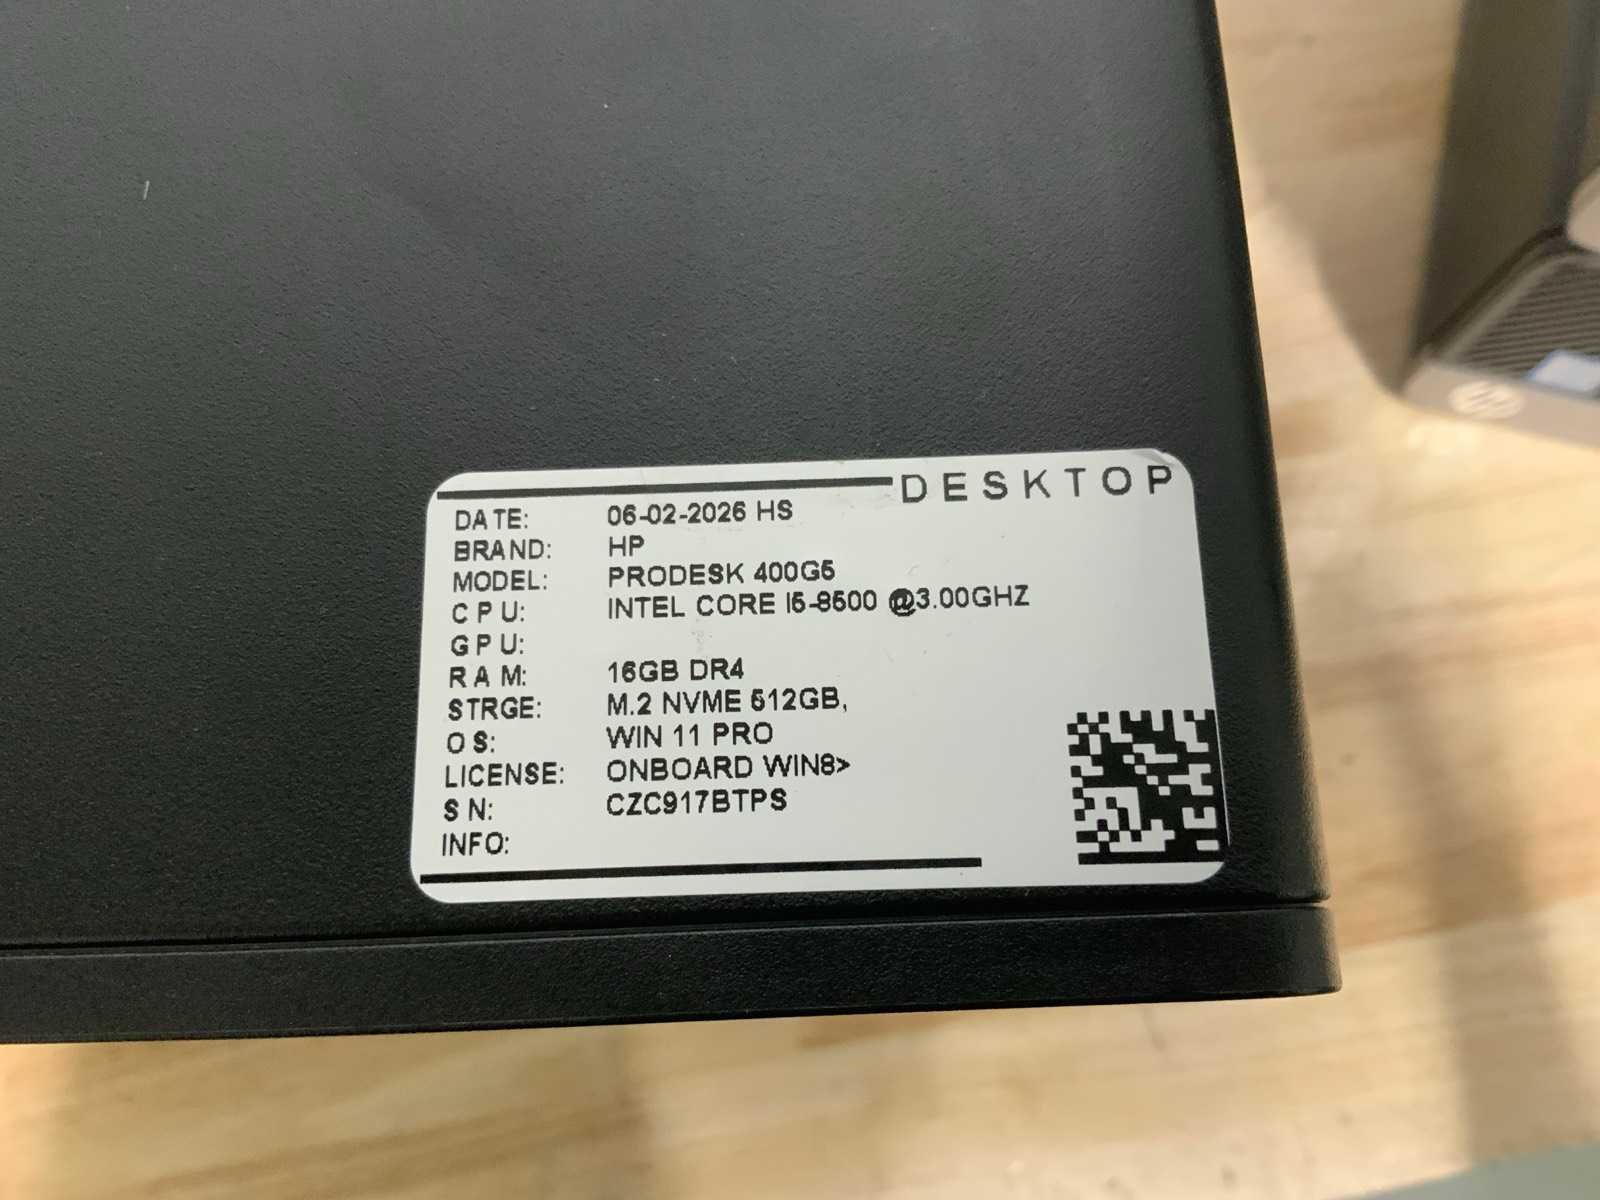 DESKTOP
DATE: 06-02-2026 HS
BRAND: HP
MODEL: PRODESK 400G5
CPU: INTEL CORE I5-8500 @3.00GHZ
GPU:
RAM: 16GB DR4
STRGE: M.2 NVME 512GB,
OS: WIN 11 PRO
LICENSE: ONBOARD WIN8>
SN: CZC917BTPS
INFO:
hp